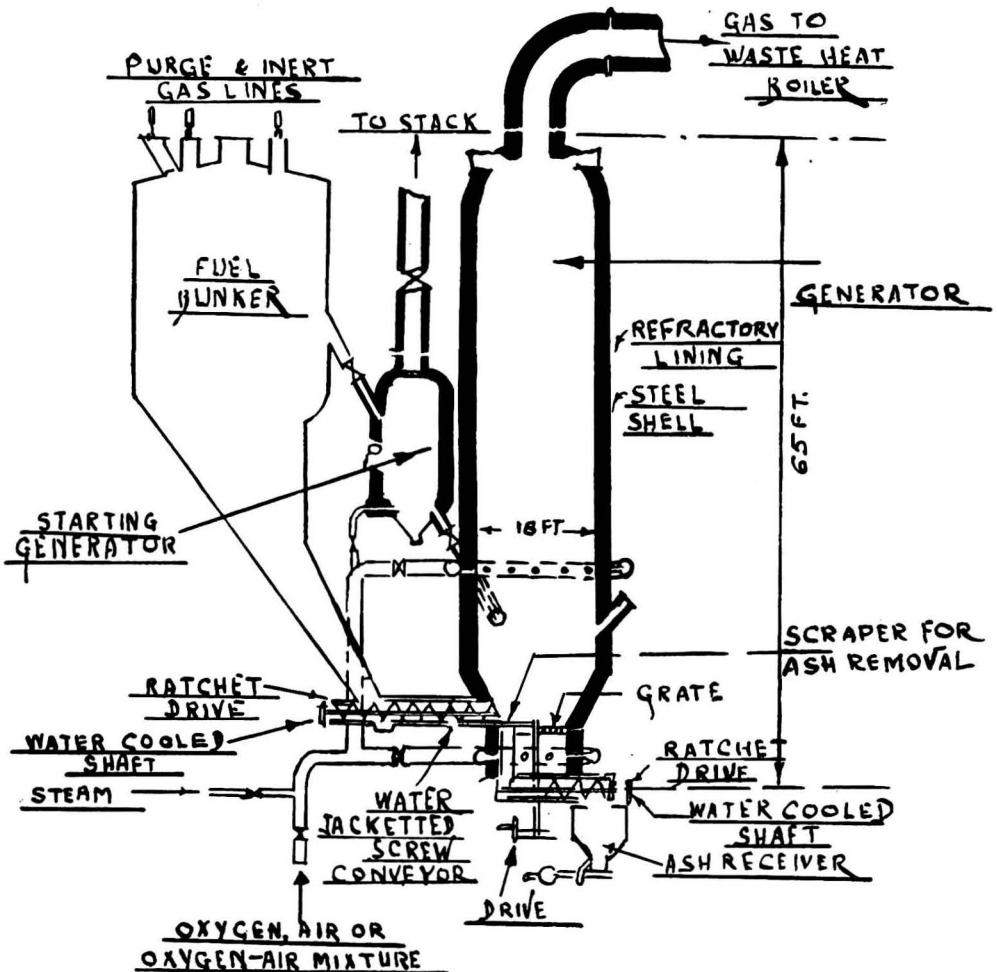 GAS TO
WASTE HEAT
BOILER
PURGE & INERT
GAS LINES
TO STACK
FUEL
BUNKER
GENERATOR
REFRACTORY
LINING
STEEL
SHELL
65 FT.
18 FT
STARTING
GENERATOR
SCRAPER FOR
ASH REMOVAL
RATCHET
DRIVE
GRATE
WATER COOLED
SHAFT
STEAM
RATCHET
DRIVE
WATER COOLED
SHAFT
WATER
JACKETTED
SCREW
CONVEYOR
ASH RECEIVER
DRIVE
OXYGEN, AIR OR
OXYGEN-AIR MIXTURE